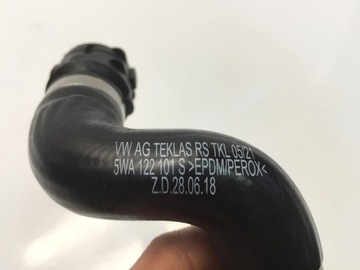 VW AG TEKLAS RS TKL 05/21
5WA 122 101 S >EPDM/PEROX<
Z.D.28.06.18